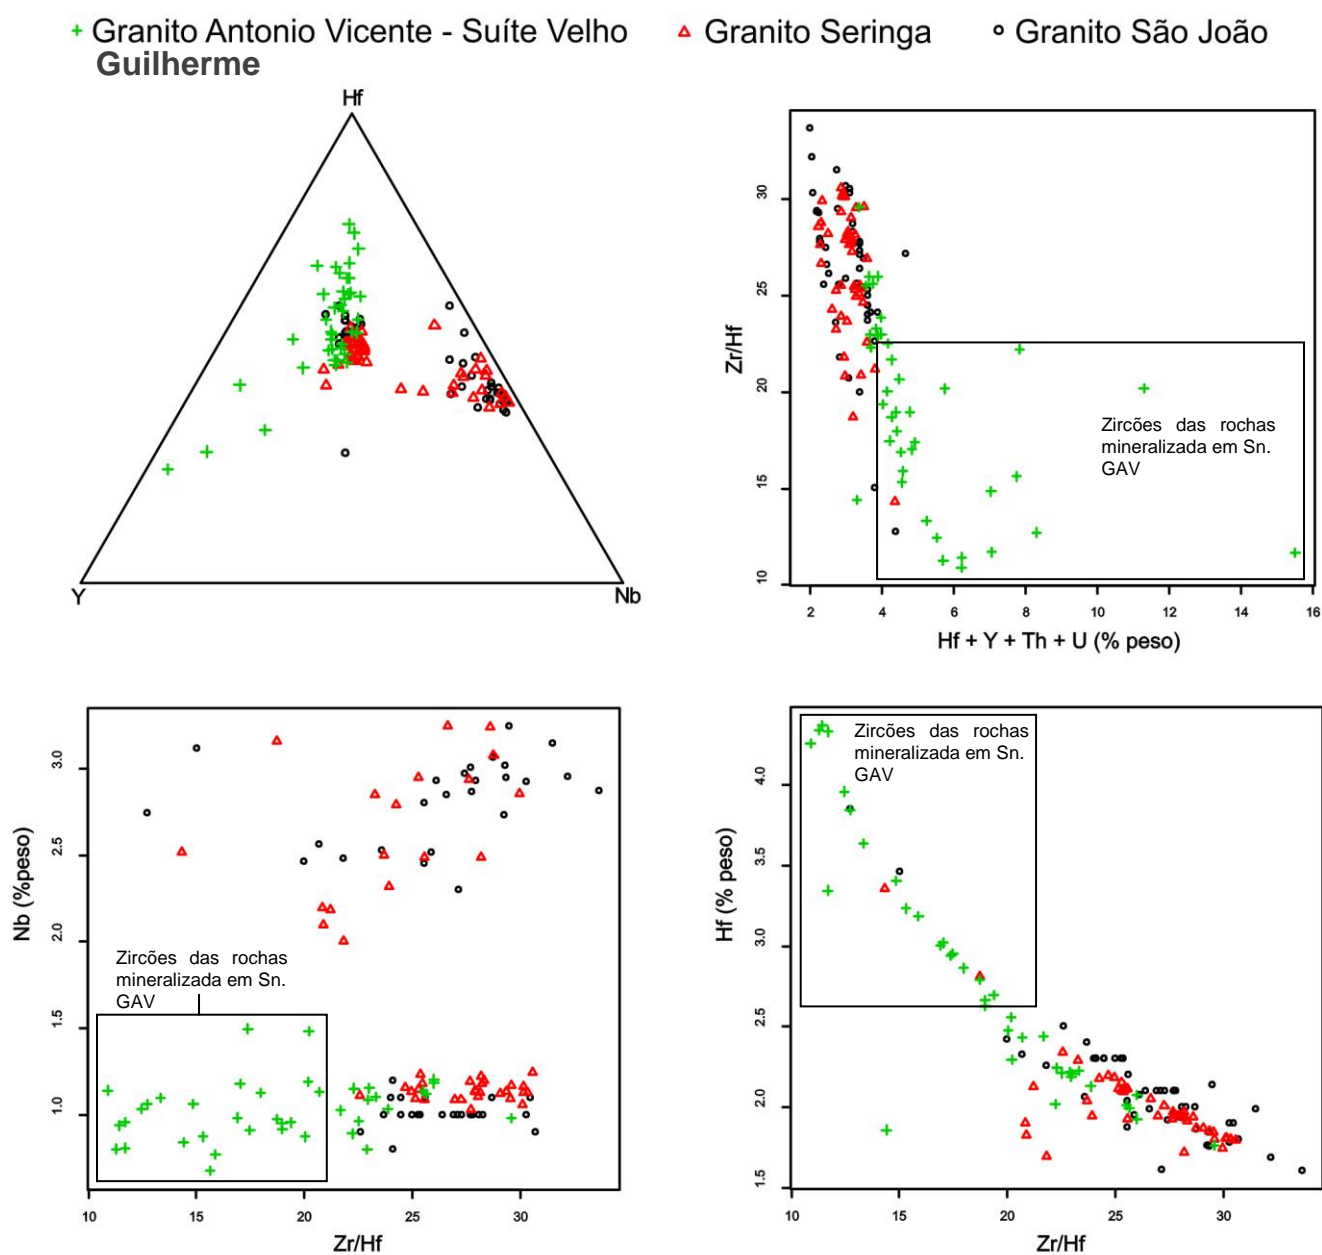 + Granito Antonio Vicente - Suíte Velho Guilherme
Granito Seringa
Granito São João
Hf
Y
Nb
Zr/Hf
30
25
20
15
10
Zircões das rochas
mineralizada em Sn.
GAV
2 4 6 8 10 12 14 16
Hf + Y + Th + U (% peso)
Nb (%peso)
3.0
2.5
2.0
1.5
1.0
Zircões das rochas
mineralizada em Sn.
GAV
10 15 20 25 30
Zr/Hf
Hf (% peso)
4.0
3.5
3.0
2.5
2.0
1.5
Zircões das rochas
mineralizada em Sn.
GAV
10 15 20 25 30
Zr/Hf